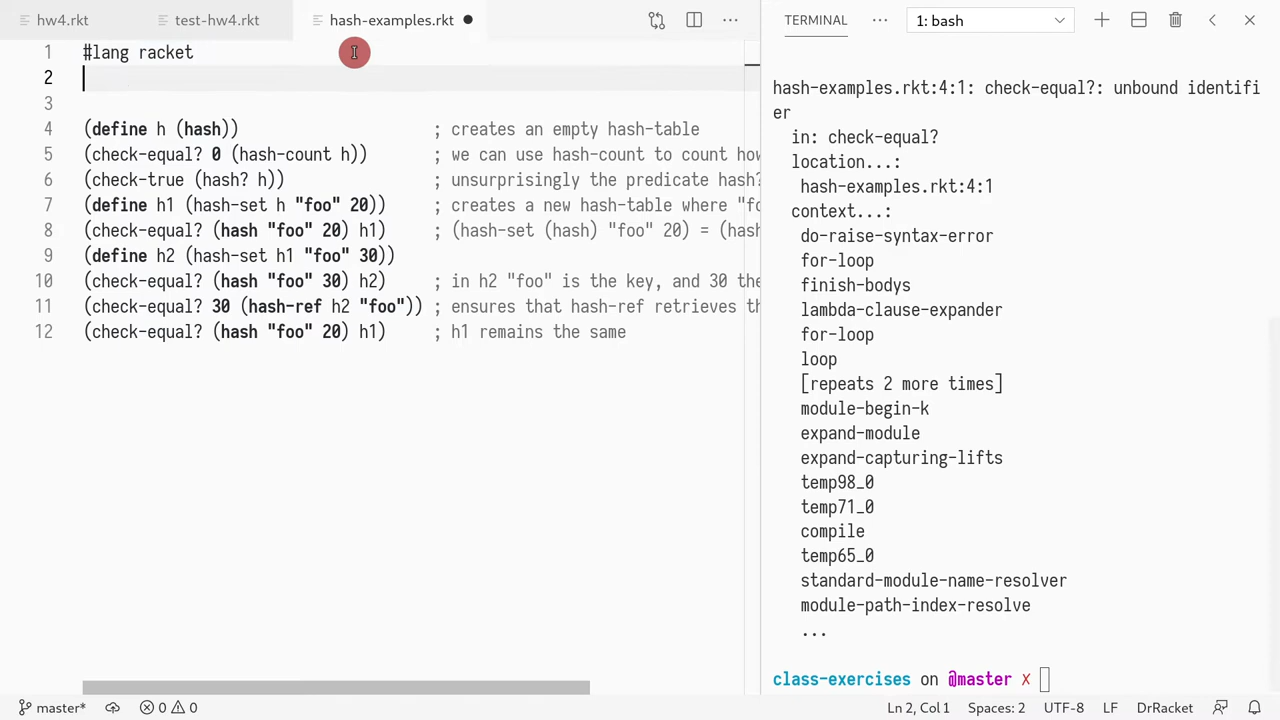 hw4.rkt
test-hw4.rkt
hash-examples.rkt
1 #lang racket
2
3
4 (define h (hash)) ; creates an empty hash-table
5 (check-equal? 0 (hash-count h)) ; we can use hash-count to count how
6 (check-true (hash? h)) ; unsurprisingly the predicate hash?
7 (define h1 (hash-set h "foo" 20)) ; creates a new hash-table where "fo
8 (check-equal? (hash "foo" 20) h1) ; (hash-set (hash) "foo" 20) = (hash
9 (define h2 (hash-set h1 "foo" 30))
10 (check-equal? (hash "foo" 30) h2) ; in h2 "foo" is the key, and 30 the
11 (check-equal? 30 (hash-ref h2 "foo")) ; ensures that hash-ref retrieves th
12 (check-equal? (hash "foo" 20) h1) ; h1 remains the same
TERMINAL
1: bash
hash-examples.rkt:4:1: check-equal?: unbound identifi
er
in: check-equal?
location...:
hash-examples.rkt:4:1
context...:
do-raise-syntax-error
for-loop
finish-bodys
lambda-clause-expander
for-loop
loop
[repeats 2 more times]
module-begin-k
expand-module
expand-capturing-lifts
temp98_0
temp71_0
compile
temp65_0
standard-module-name-resolver
module-path-index-resolve
...
class-exercises on @master ✗
master* 0 0 Ln 2, Col 1 Spaces: 2 UTF-8 LF DrRacket